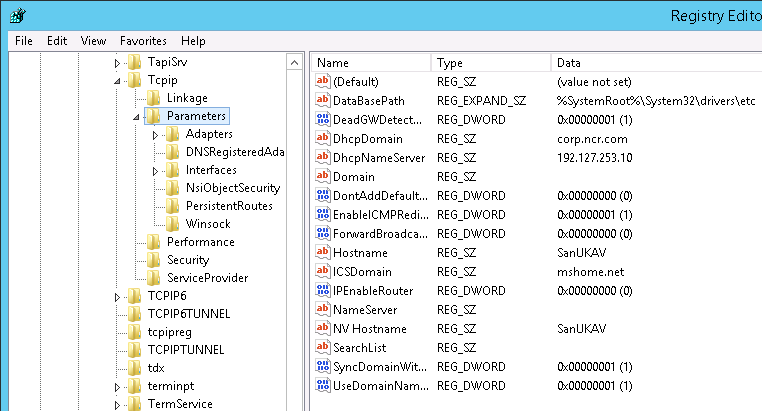 Registry Edito
File Edit View Favorites Help
TapiSrv
Tcpip
Linkage
Parameters
Adapters
DNSRegisteredAda
Interfaces
NsiObjectSecurity
PersistentRoutes
Winsock
Performance
Security
ServiceProvider
TCPIP6
TCPIP6TUNNEL
tcpipreg
TCPIPTUNNEL
tdx
terminpt
TermService
Name Type Data
(Default) REG_SZ (value not set)
DataBasePath REG_EXPAND_SZ %SystemRoot%\System32\drivers\etc
DeadGWDetect... REG_DWORD 0x00000001 (1)
DhcpDomain REG_SZ corp.ncr.com
DhcpNameServer REG_SZ 192.127.253.10
Domain REG_SZ
DontAddDefault... REG_DWORD 0x00000000 (0)
EnableICMPRedi... REG_DWORD 0x00000001 (1)
ForwardBroadca... REG_DWORD 0x00000000 (0)
Hostname REG_SZ SanUKAV
ICSDomain REG_SZ mshome.net
IPEnableRouter REG_DWORD 0x00000000 (0)
NameServer REG_SZ
NV Hostname REG_SZ SanUKAV
SearchList REG_SZ
SyncDomainWit... REG_DWORD 0x00000001 (1)
UseDomainNam... REG_DWORD 0x00000001 (1)